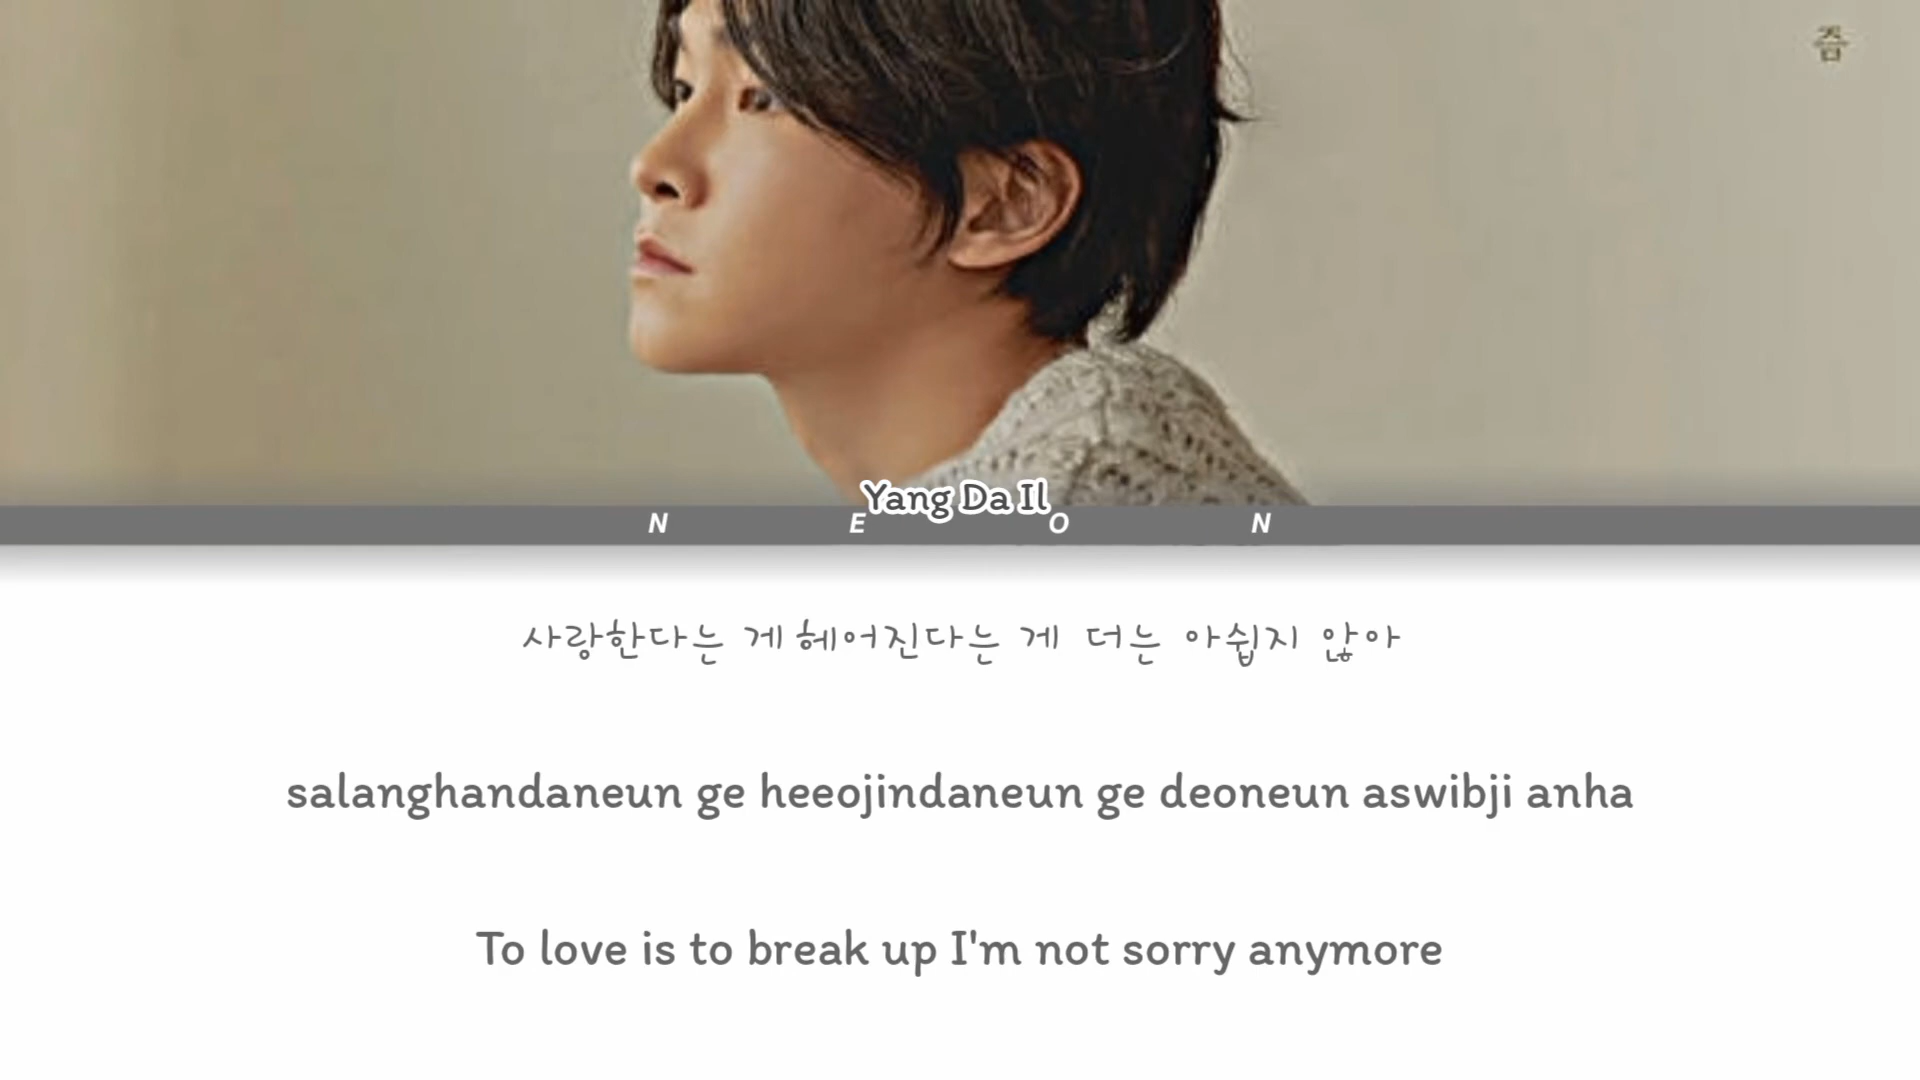 즙
Yang Da Il
N E O N
사랑한다는 게 헤어진다는 게 더는 아쉽지 않아
salanghandaneun ge heeojindaneun ge deoneun aswibji anha
To love is to break up I'm not sorry anymore